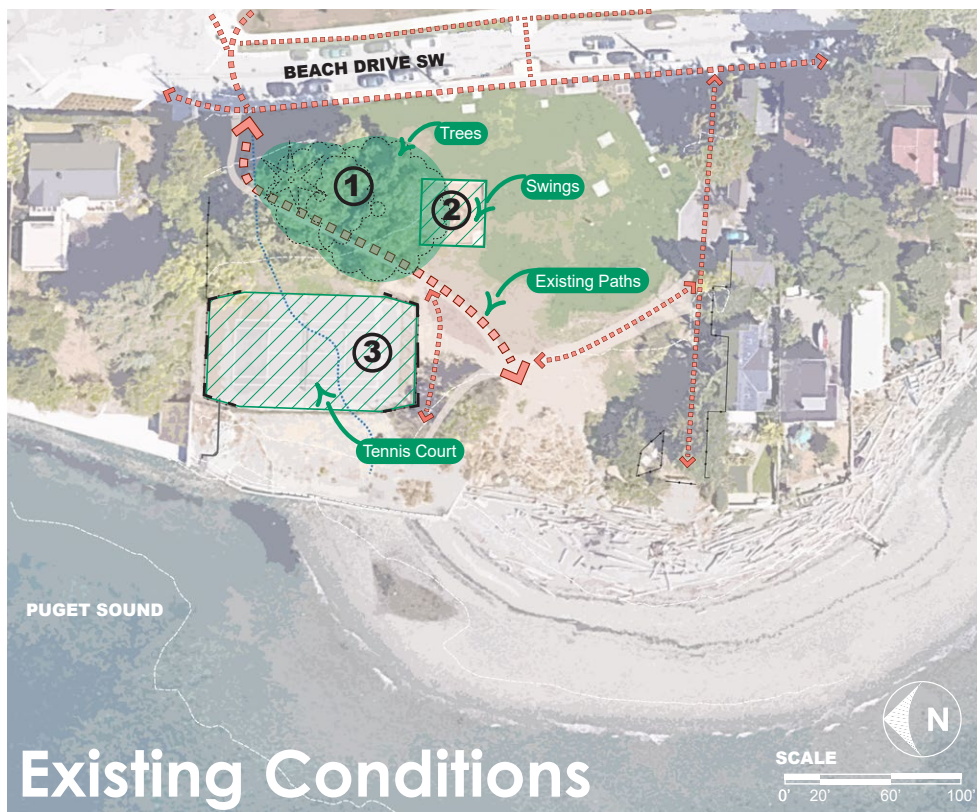 BEACH DRIVE SW
Trees
1
Swings
2
Existing Paths
3
Tennis Court
PUGET SOUND
N
Existing Conditions
SCALE
0' 20' 60' 100'